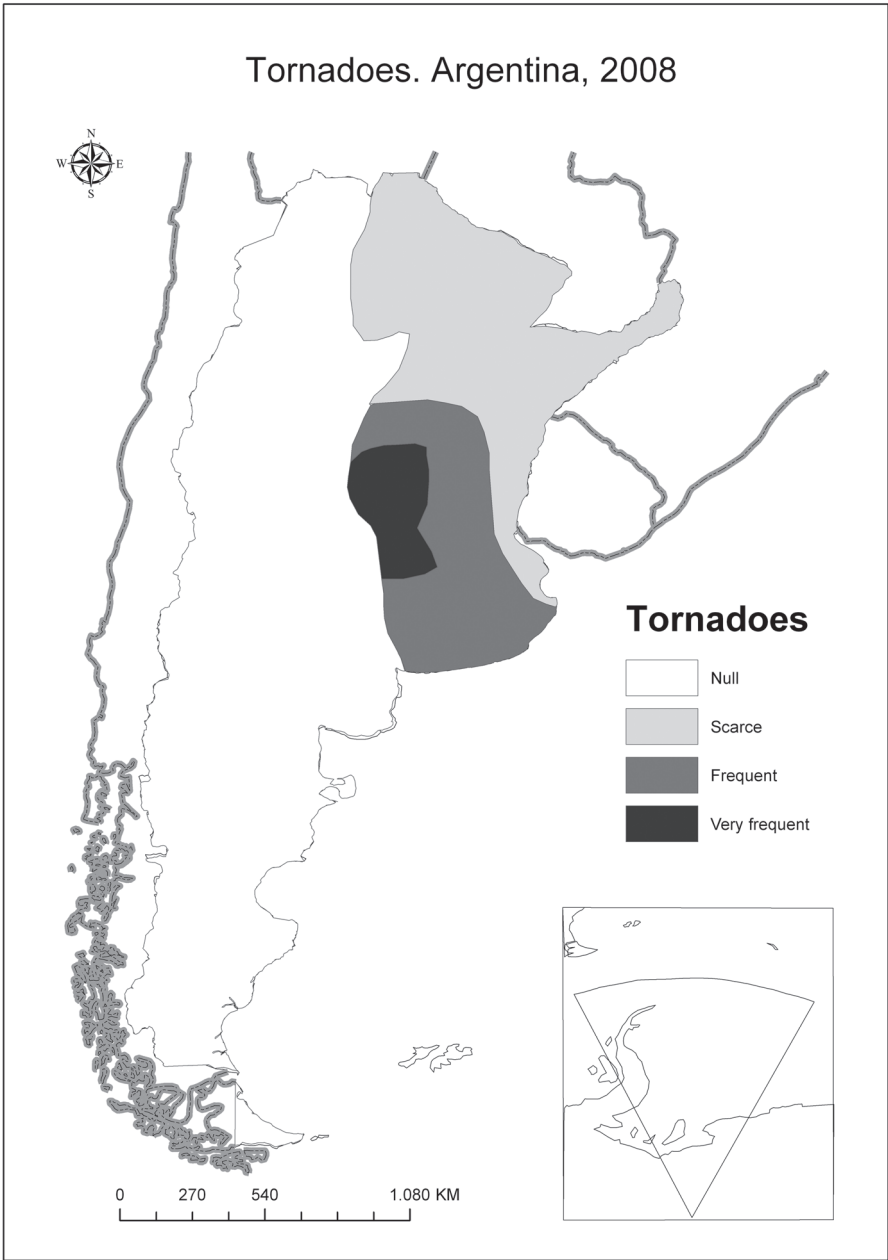 Tornadoes. Argentina, 2008
N
W E
S
Tornadoes
Null
Scarce
Frequent
Very frequent
0 270 540 1.080 KM